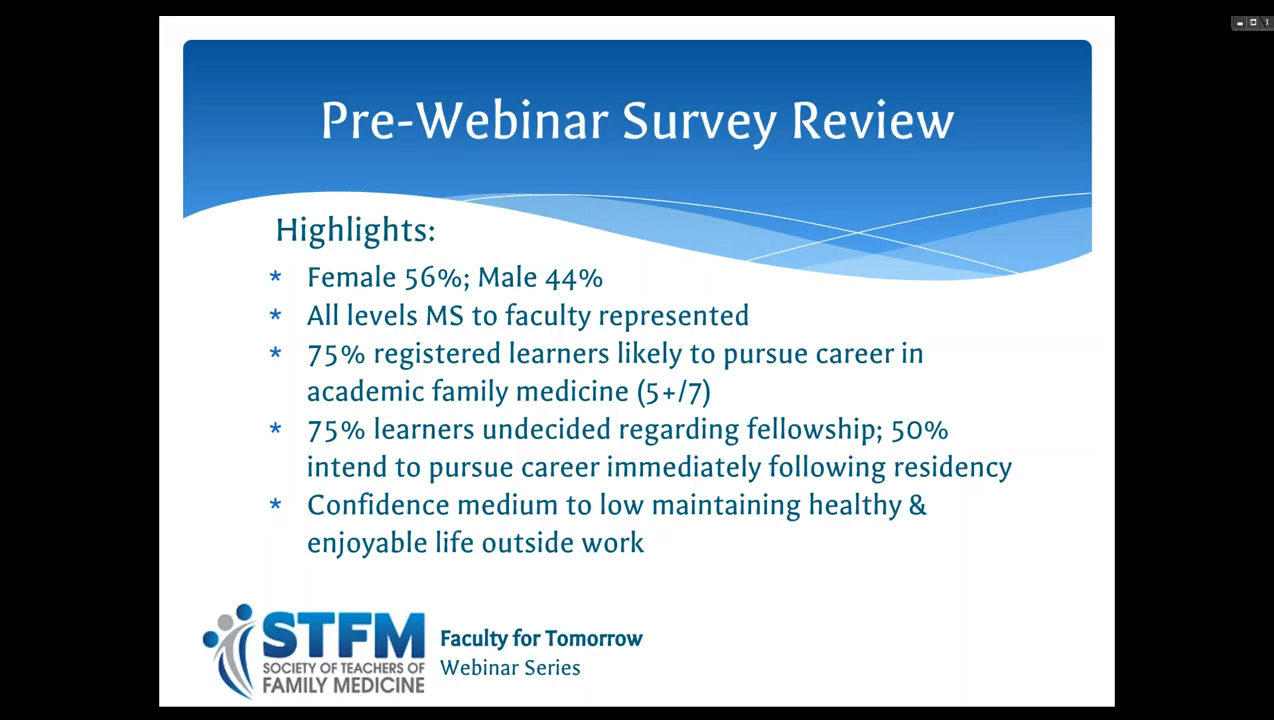 Pre-Webinar Survey Review
Highlights:
* Female 56%; Male 44%
* All levels MS to faculty represented
* 75% registered learners likely to pursue career in
academic family medicine (5+/7)
* 75% learners undecided regarding fellowship; 50%
intend to pursue career immediately following residency
* Confidence medium to low maintaining healthy &
enjoyable life outside work
STFM
SOCIETY OF TEACHERS OF
FAMILY MEDICINE
Faculty for Tomorrow
Webinar Series